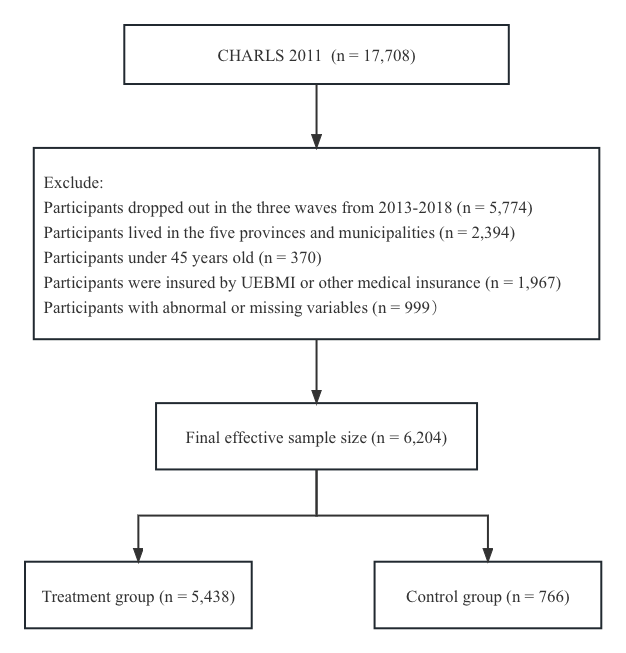 CHARLS 2011 (n = 17,708)
Exclude:
Participants dropped out in the three waves from 2013-2018 (n = 5,774)
Participants lived in the five provinces and municipalities (n = 2,394)
Participants under 45 years old (n = 370)
Participants were insured by UEBMI or other medical insurance (n = 1,967)
Participants with abnormal or missing variables (n = 999）
Final effective sample size (n = 6,204)
Treatment group (n = 5,438)
Control group (n = 766)